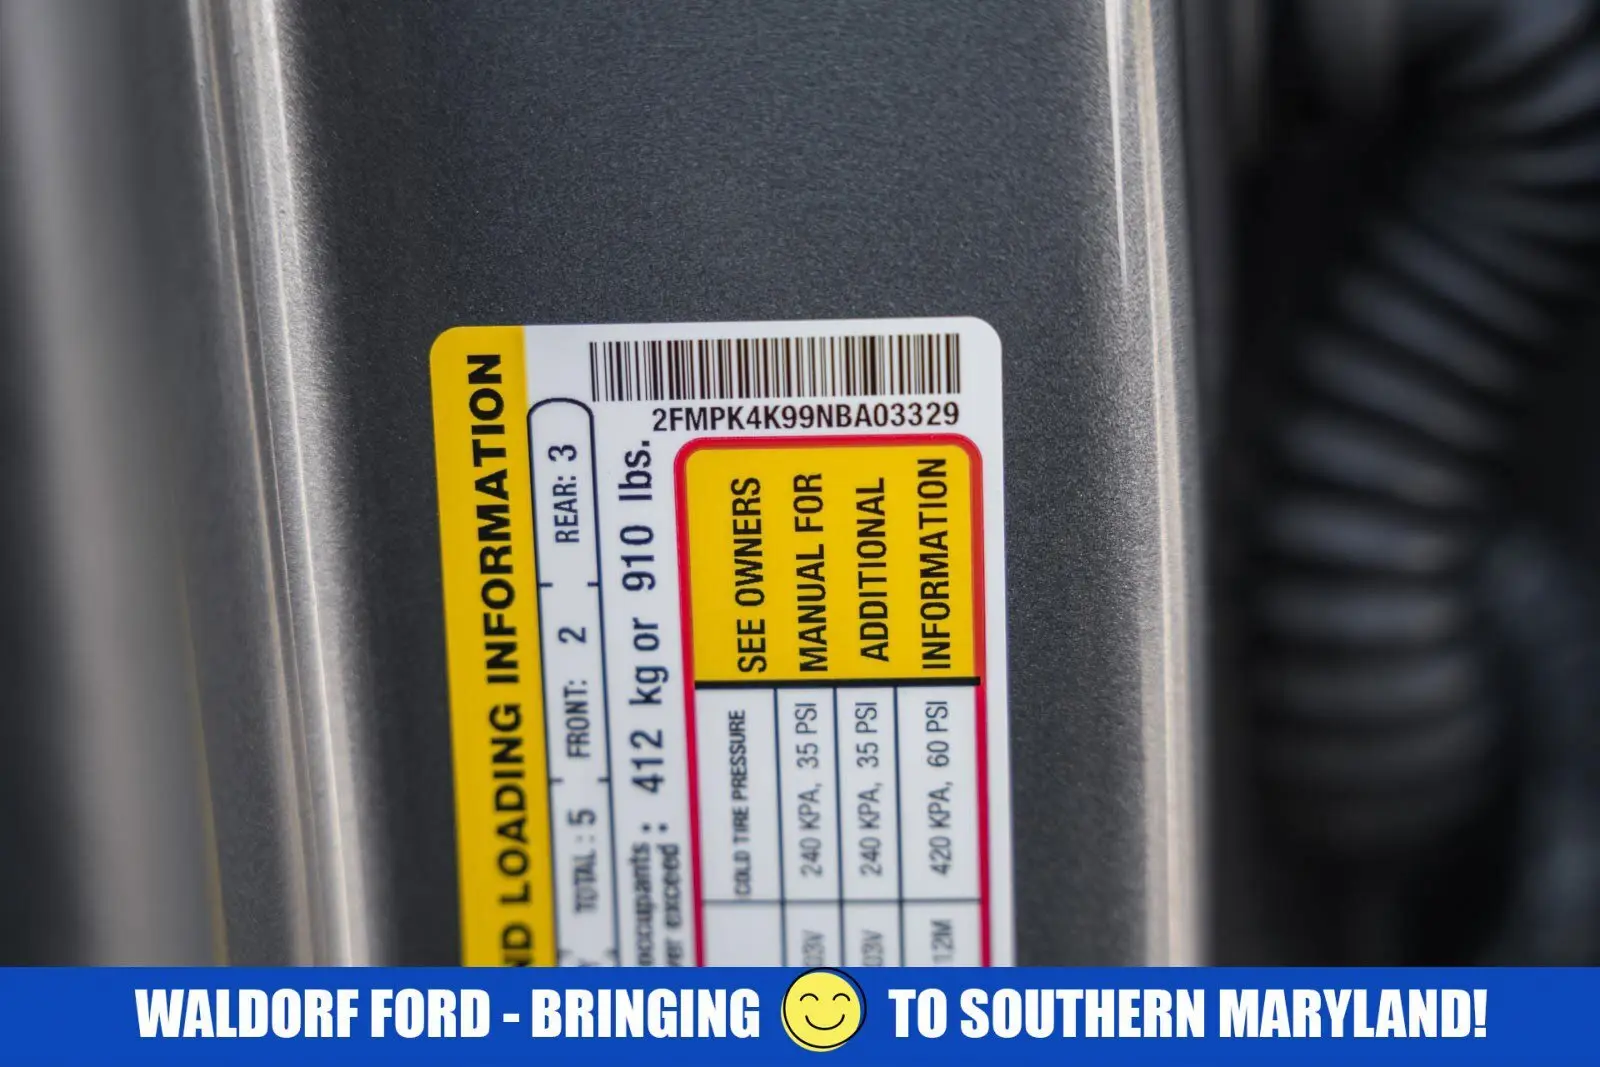 2FMPK4K99NBA03329
LOADING INFORMATION
TOTAL : 5 FRONT: 2 REAR: 3
occupants :
exceed : 412 kg or 910 lbs.
COLD TIRE PRESSURE
240 KPA, 35 PSI
240 KPA, 35 PSI
420 KPA, 60 PSI
SEE OWNERS
MANUAL FOR
ADDITIONAL
INFORMATION
WALDORF FORD - BRINGING TO SOUTHERN MARYLAND!